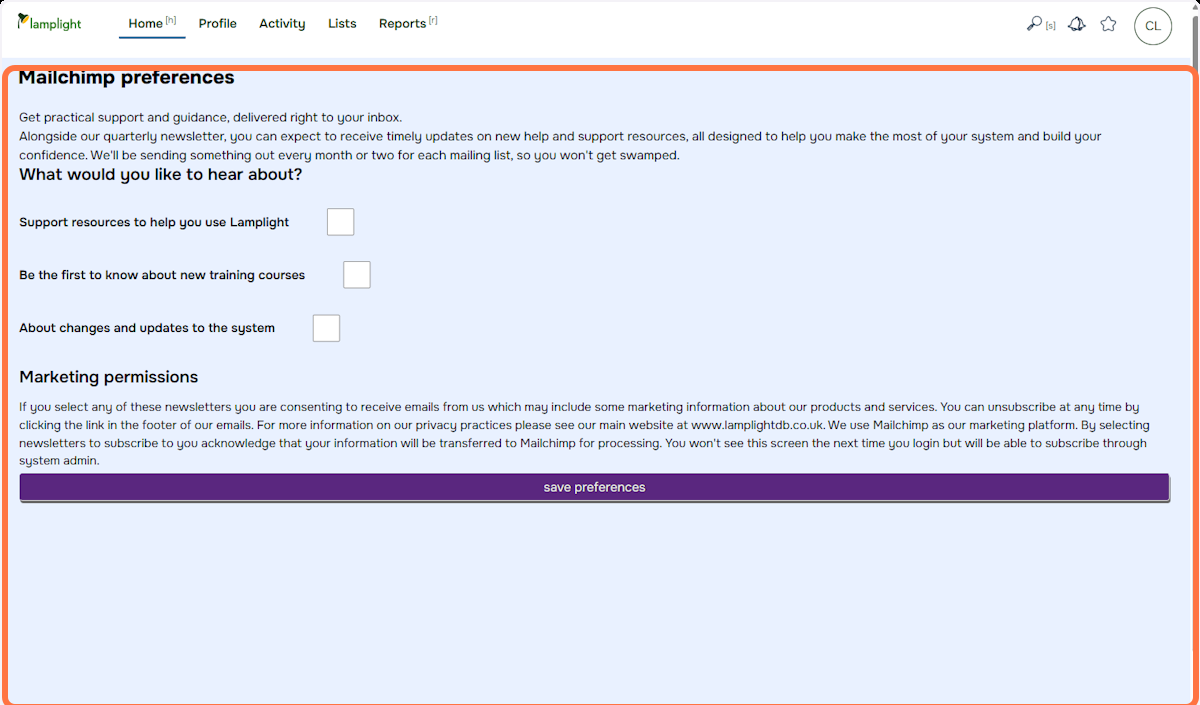 lamplight
Home [h] Profile Activity Lists Reports [r]
[s]
CL
Mailchimp preferences
Get practical support and guidance, delivered right to your inbox.
Alongside our quarterly newsletter, you can expect to receive timely updates on new help and support resources, all designed to help you make the most of your system and build your
confidence. We'll be sending something out every month or two for each mailing list, so you won't get swamped.
What would you like to hear about?
Support resources to help you use Lamplight
Be the first to know about new training courses
About changes and updates to the system
Marketing permissions
If you select any of these newsletters you are consenting to receive emails from us which may include some marketing information about our products and services. You can unsubscribe at any time by
clicking the link in the footer of our emails. For more information on our privacy practices please see our main website at www.lamplightdb.co.uk. We use Mailchimp as our marketing platform. By selecting
newsletters to subscribe to you acknowledge that your information will be transferred to Mailchimp for processing. You won't see this screen the next time you login but will be able to subscribe through
system admin.
save preferences